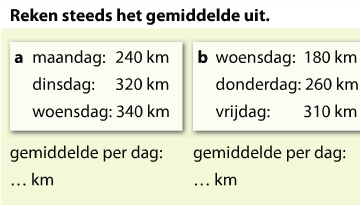 Reken steeds het gemiddelde uit.
a maandag: 240 km
dinsdag: 320 km
woensdag: 340 km
gemiddelde per dag:
... km
b woensdag: 180 km
donderdag: 260 km
vrijdag: 310 km
gemiddelde per dag:
... km